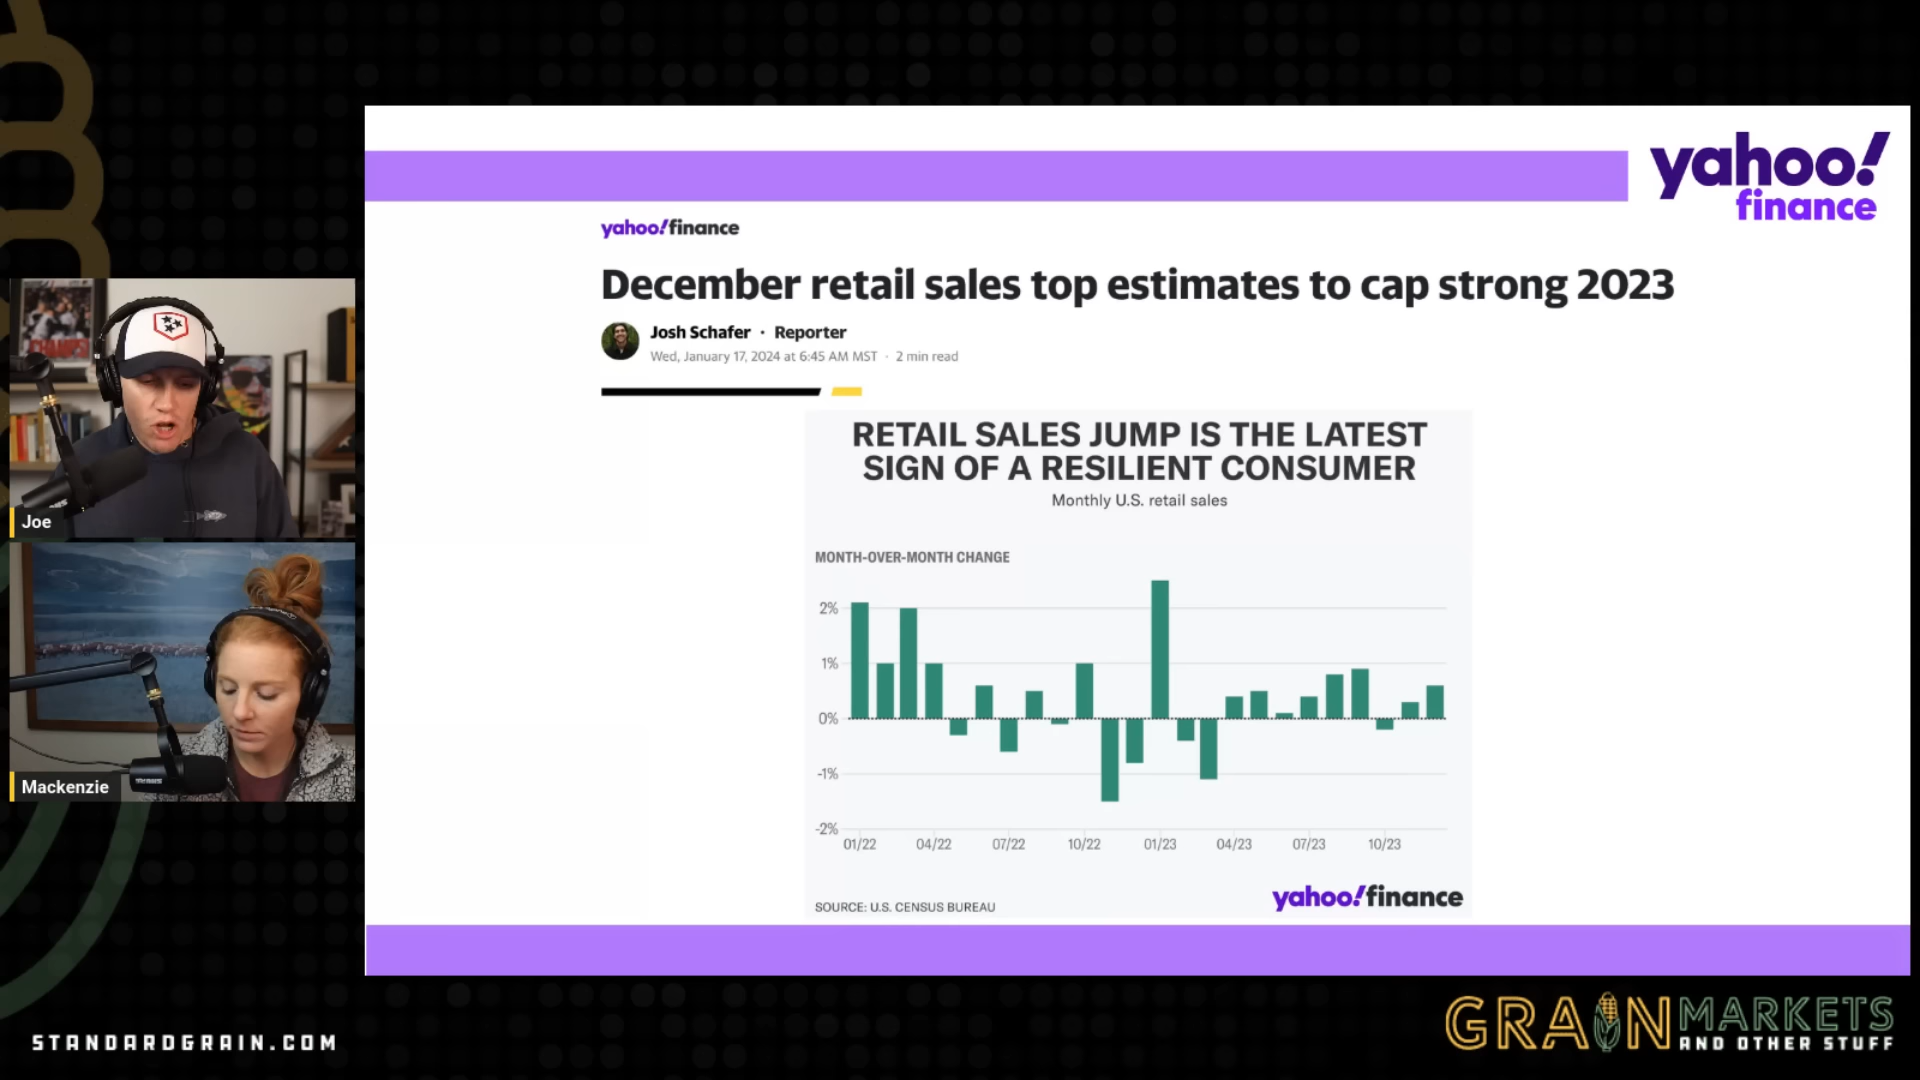 yahoo!
finance
yahoo!finance
December retail sales top estimates to cap strong 2023
Josh Schafer · Reporter
Wed, January 17, 2024 at 6:45 AM MST · 2 min read
RETAIL SALES JUMP IS THE LATEST
SIGN OF A RESILIENT CONSUMER
Monthly U.S. retail sales
MONTH-OVER-MONTH CHANGE
2%
1%
0%
-1%
-2%
01/22 04/22 07/22 10/22 01/23 04/23 07/23 10/23
SOURCE: U.S. CENSUS BUREAU
yahoo!finance
Joe
Mackenzie
STANDARDGRAIN.COM
GRAIN MARKETS
AND OTHER STUFF